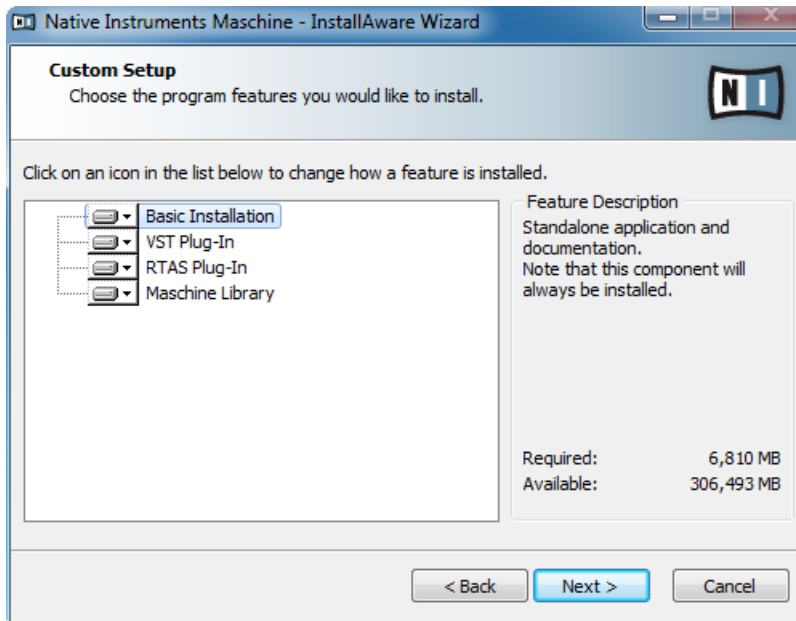 Native Instruments Maschine - InstallAware Wizard
Custom Setup
Choose the program features you would like to install.
NI
Click on an icon in the list below to change how a feature is installed.
Basic Installation
VST Plug-In
RTAS Plug-In
Maschine Library
Feature Description
Standalone application and
documentation.
Note that this component will
always be installed.
Required: 6,810 MB
Available: 306,493 MB
< Back Next > Cancel